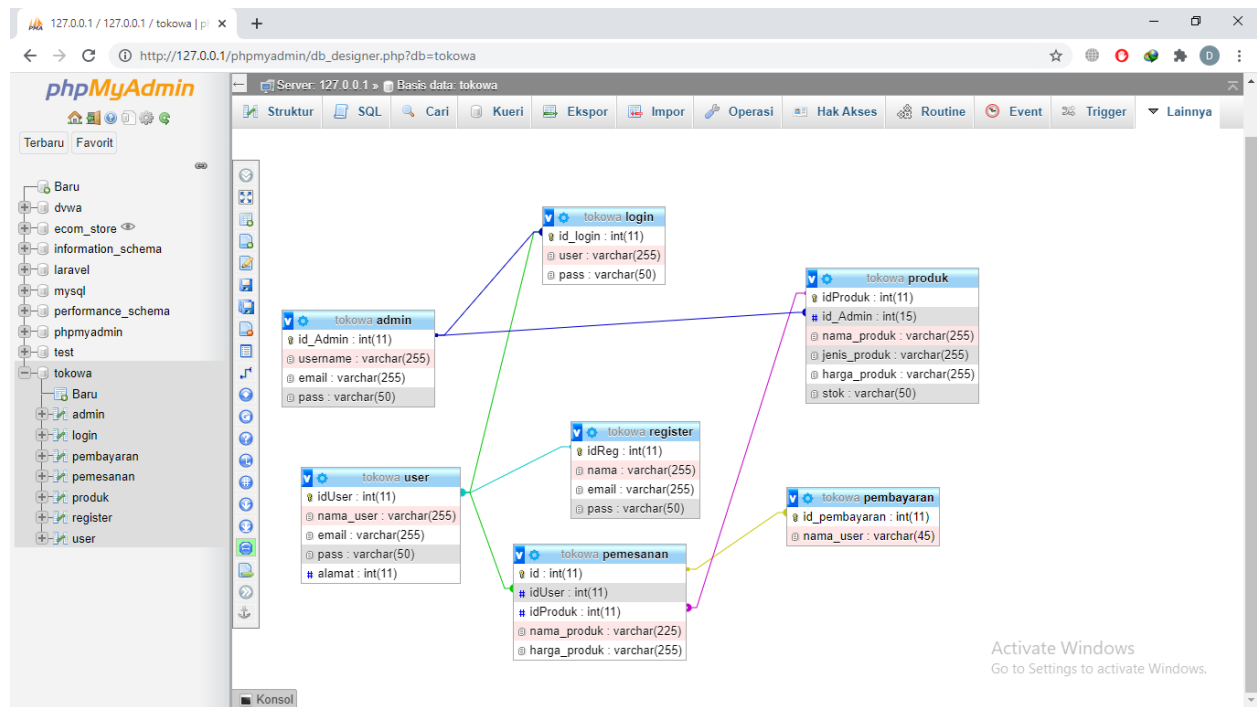 127.0.0.1 / 127.0.0.1 / tokowa | p
http://127.0.0.1/phpmyadmin/db_designer.php?db=tokowa
D
phpMyAdmin
Terbaru Favorit
Baru
dvwa
ecom_store
information_schema
laravel
mysql
performance_schema
phpmyadmin
test
tokowa
Baru
admin
login
pembayaran
pemesanan
produk
register
user
Server: 127.0.0.1 » Basis data: tokowa
Struktur SQL Cari Kueri Ekspor Impor Operasi Hak Akses Routine Event Trigger Lainnya
v tokowa login
id_login : int(11)
user : varchar(255)
pass : varchar(50)
v tokowa produk
idProduk : int(11)
# id_Admin : int(15)
nama_produk : varchar(255)
jenis_produk : varchar(255)
harga_produk : varchar(255)
stok : varchar(50)
v tokowa admin
id_Admin : int(11)
username : varchar(255)
email : varchar(255)
pass : varchar(50)
v tokowa register
idReg : int(11)
nama : varchar(255)
email : varchar(255)
pass : varchar(50)
v tokowa user
idUser : int(11)
nama_user : varchar(255)
email : varchar(255)
pass : varchar(50)
# alamat : int(11)
v tokowa pembayaran
id_pembayaran : int(11)
nama_user : varchar(45)
v tokowa pemesanan
id : int(11)
# idUser : int(11)
# idProduk : int(11)
nama_produk : varchar(225)
harga_produk : varchar(255)
Activate Windows
Go to Settings to activate Windows.
Konsol